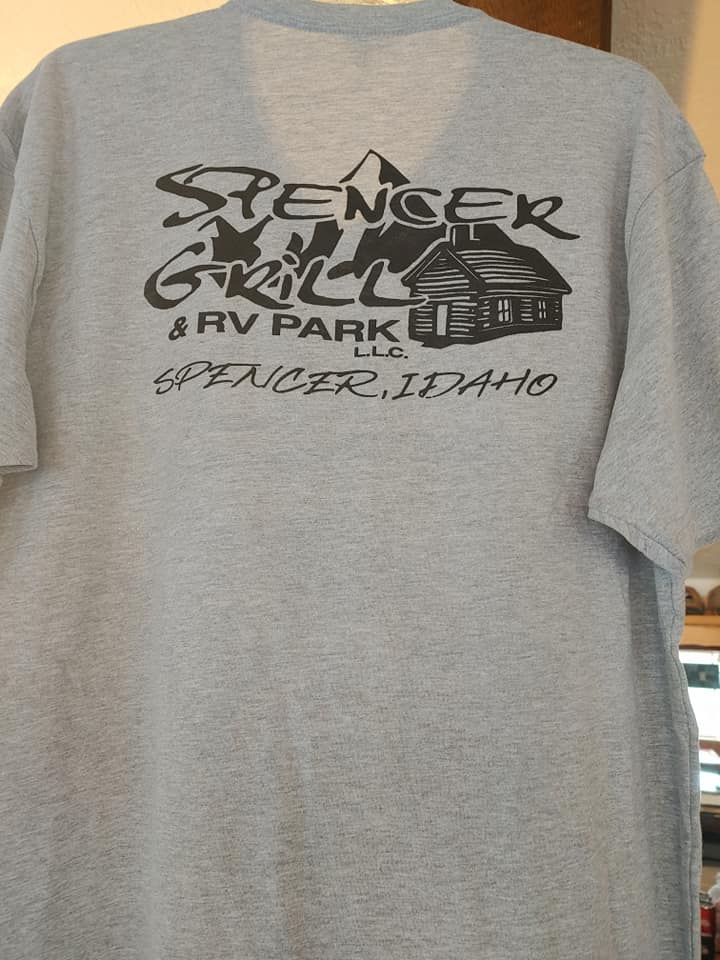 SPENCER
GRILL
& RV PARK
L.L.C.
SPENCER, IDAHO